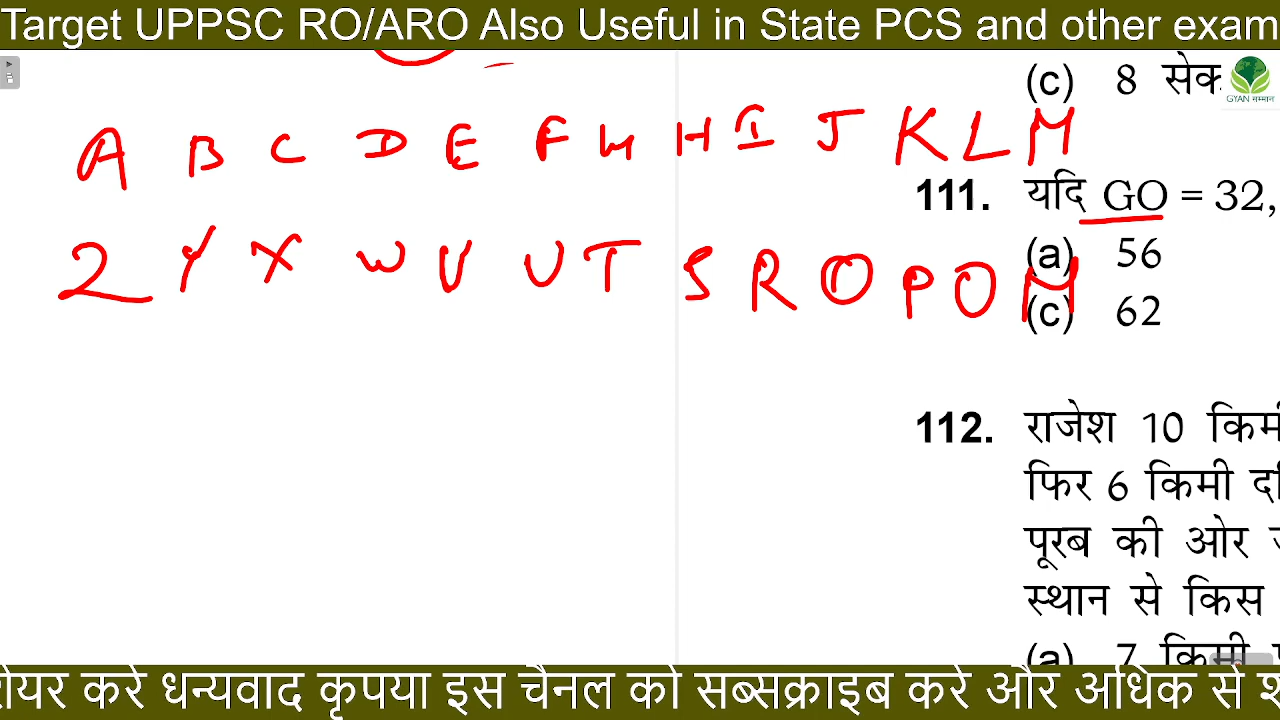 Target UPPSC RO/ARO Also Useful in State PCS and other exam
(c) 8
GYAN सम्मान
A B C D E F H I J K L M
111. यदि GO = 32,
Z Y X W V U T S R P O M
(a) 56
(c) 62
112. राजेश 10
फिर 6 किमी
पूरब की ओर
स्थान से किस
(a) 7 किमी
करे धन्यवाद कृपया इस चैनल को सब्सक्राइब करे और अधिक से